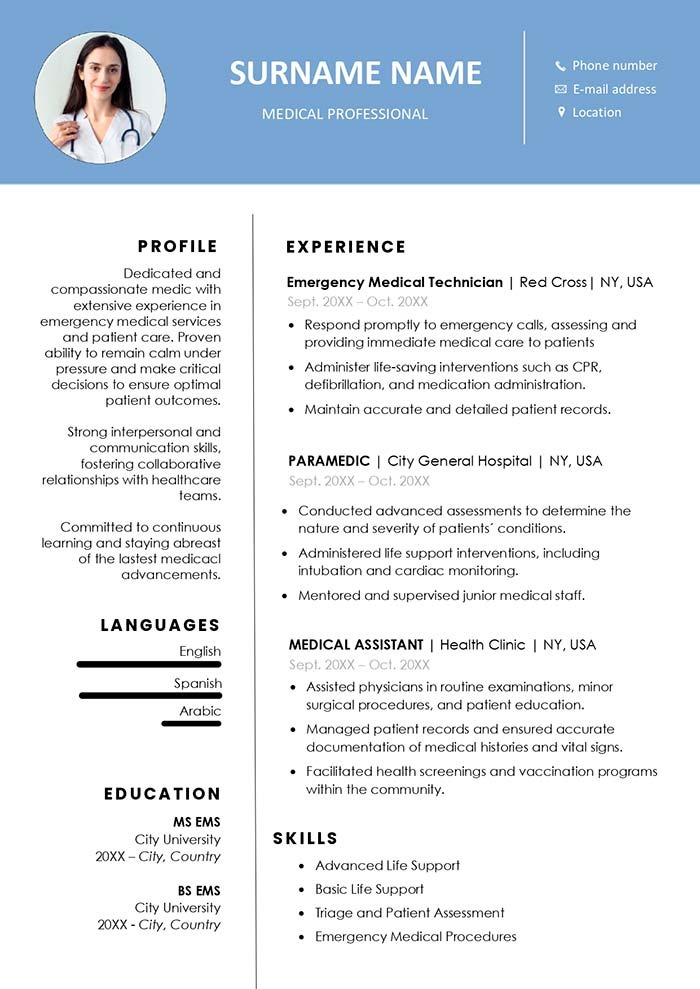 SURNAME NAME
MEDICAL PROFESSIONAL
Phone number
E-mail address
Location
PROFILE
Dedicated and
compassionate medic with
extensive experience in
emergency medical services
and patient care. Proven
ability to remain calm under
pressure and make critical
decisions to ensure optimal
patient outcomes.
Strong interpersonal and
communication skills,
fostering collaborative
relationships with healthcare
teams.
Committed to continuous
learning and staying abreast
of the lastest medicacl
advancements.
LANGUAGES
English
Spanish
Arabic
EDUCATION
MS EMS
City University
20XX – City, Country
BS EMS
City University
20XX - City, Country
EXPERIENCE
Emergency Medical Technician | Red Cross| NY, USA
Sept. 20XX – Oct. 20XX
• Respond promptly to emergency calls, assessing and
providing immediate medical care to patients
• Administer life-saving interventions such as CPR,
defibrillation, and medication administration.
• Maintain accurate and detailed patient records.
PARAMEDIC | City General Hospital | NY, USA
Sept. 20XX – Oct. 20XX
• Conducted advanced assessments to determine the
nature and severity of patients´ conditions.
• Administered life support interventions, including
intubation and cardiac monitoring.
• Mentored and supervised junior medical staff.
MEDICAL ASSISTANT | Health Clinic | NY, USA
Sept. 20XX – Oct. 20XX
• Assisted physicians in routine examinations, minor
surgical procedures, and patient education.
• Managed patient records and ensured accurate
documentation of medical histories and vital signs.
• Facilitated health screenings and vaccination programs
within the community.
SKILLS
• Advanced Life Support
• Basic Life Support
• Triage and Patient Assessment
• Emergency Medical Procedures